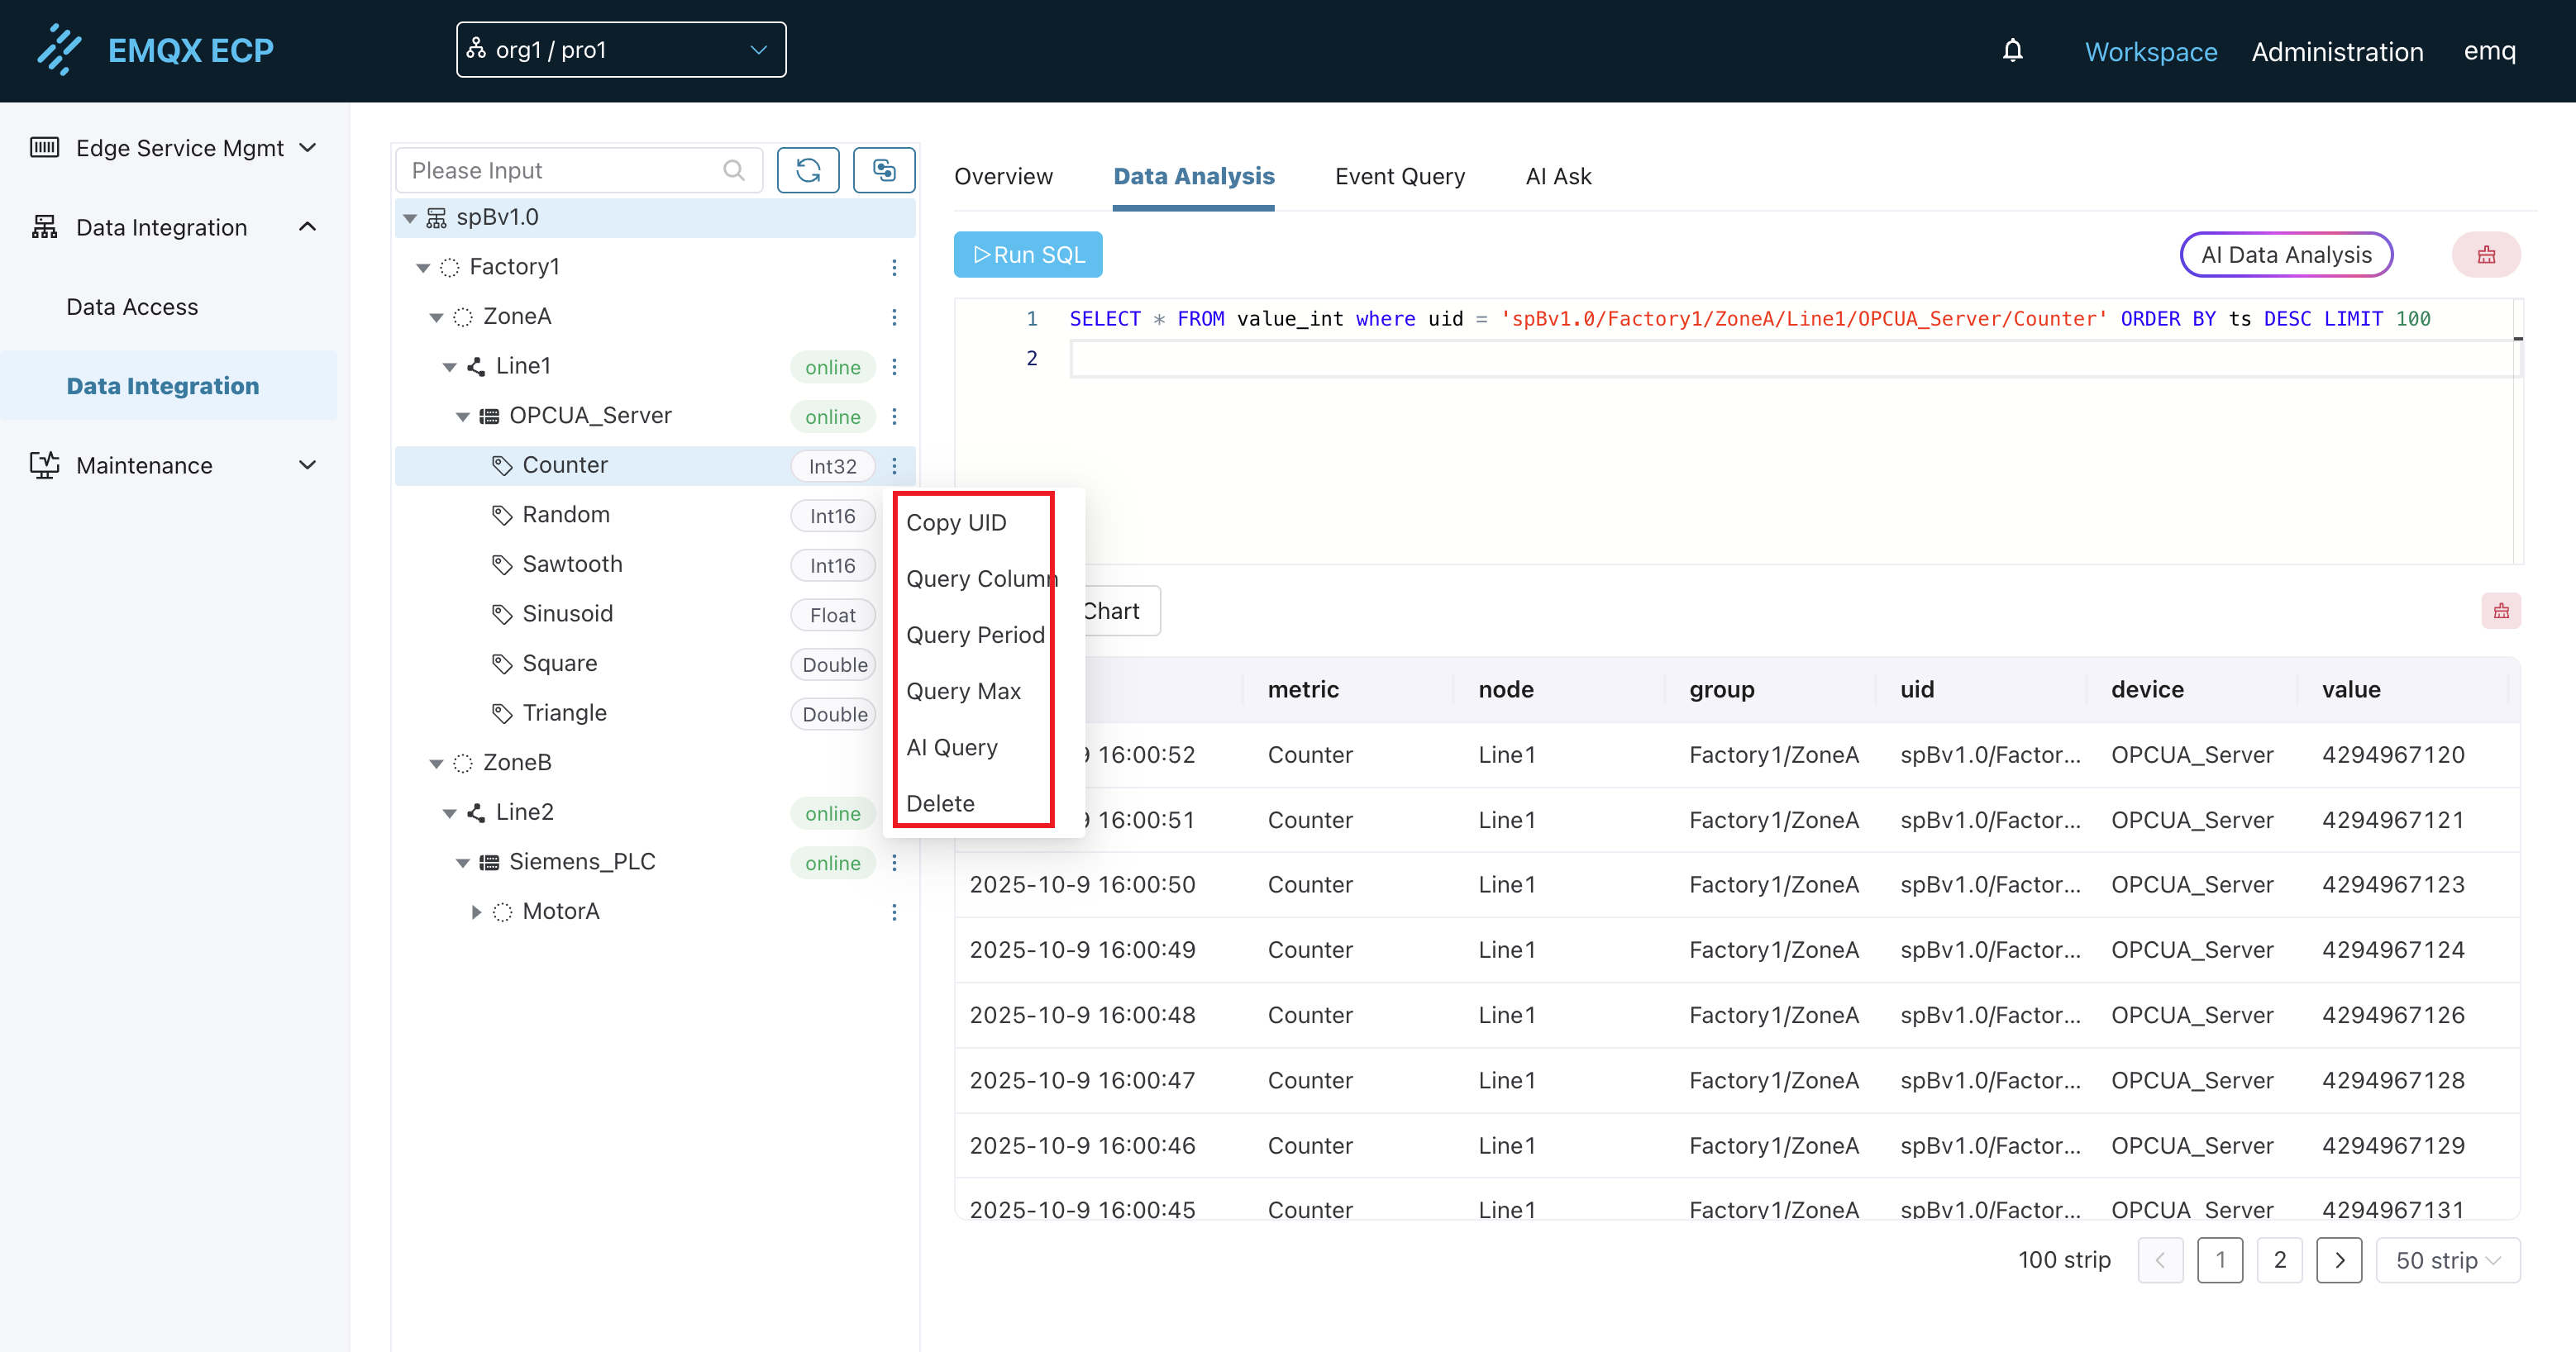 EMQX ECP
org1 / pro1
Workspace
Administration
emq
Edge Service Mgmt
Data Integration
Data Access
Data Integration
Maintenance
Please Input
spBv1.0
Factory1
ZoneA
Line1 online
OPCUA_Server online
Counter Int32
Random Int16
Sawtooth Int16
Sinusoid Float
Square Double
Triangle Double
ZoneB
Line2 online
Siemens_PLC online
MotorA
Copy UID
Query Column
Query Period
Query Max
AI Query
Delete
Overview Data Analysis Event Query AI Ask
Run SQL
AI Data Analysis
1 SELECT * FROM value_int where uid = 'spBv1.0/Factory1/ZoneA/Line1/OPCUA_Server/Counter' ORDER BY ts DESC LIMIT 100
2
Chart
metric node group uid device value
9 16:00:52 Counter Line1 Factory1/ZoneA spBv1.0/Factor... OPCUA_Server 4294967120
9 16:00:51 Counter Line1 Factory1/ZoneA spBv1.0/Factor... OPCUA_Server 4294967121
2025-10-9 16:00:50 Counter Line1 Factory1/ZoneA spBv1.0/Factor... OPCUA_Server 4294967123
2025-10-9 16:00:49 Counter Line1 Factory1/ZoneA spBv1.0/Factor... OPCUA_Server 4294967124
2025-10-9 16:00:48 Counter Line1 Factory1/ZoneA spBv1.0/Factor... OPCUA_Server 4294967126
2025-10-9 16:00:47 Counter Line1 Factory1/ZoneA spBv1.0/Factor... OPCUA_Server 4294967128
2025-10-9 16:00:46 Counter Line1 Factory1/ZoneA spBv1.0/Factor... OPCUA_Server 4294967129
2025-10-9 16:00:45 Counter Line1 Factory1/ZoneA spBv1.0/Factor... OPCUA_Server 4294967131
100 strip 1 2 50 strip